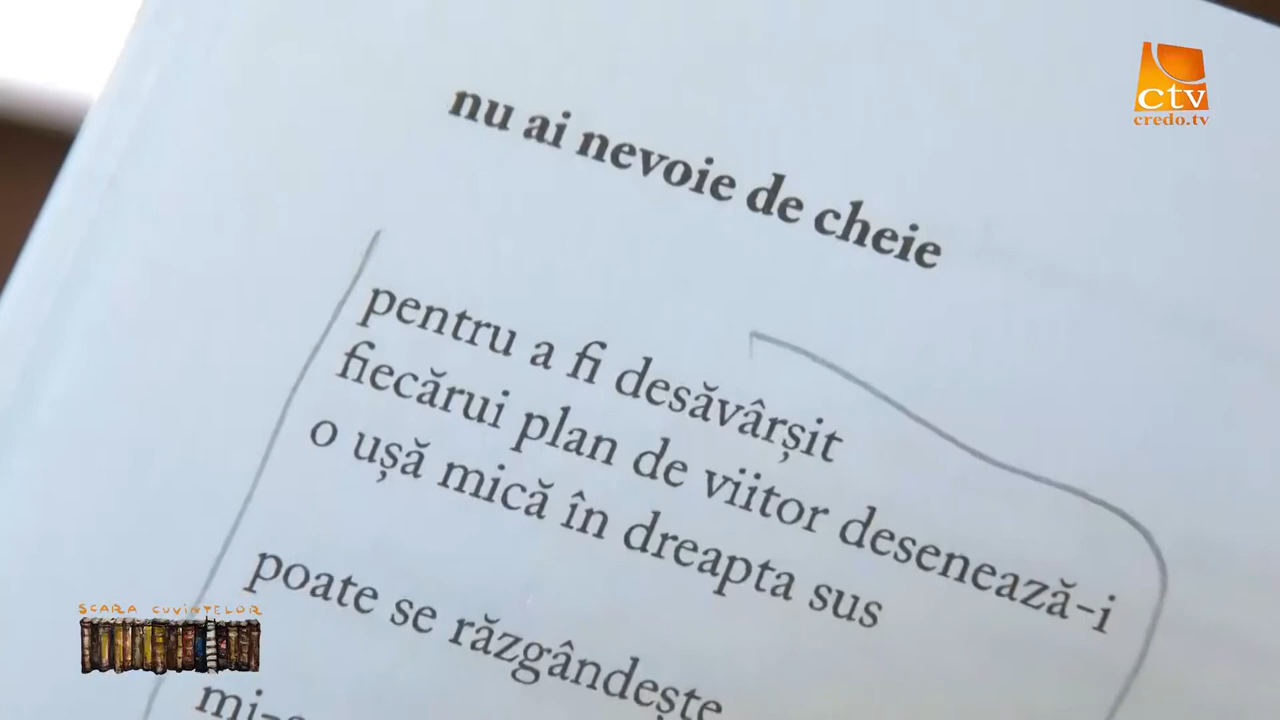 nu ai nevoie de cheie
pentru a fi desăvârșit
fiecărui plan de viitor desenează-i
o ușă mică în dreapta sus
poate se răzgândește
ctv
credo.tv
SCARA CUVINTELOR